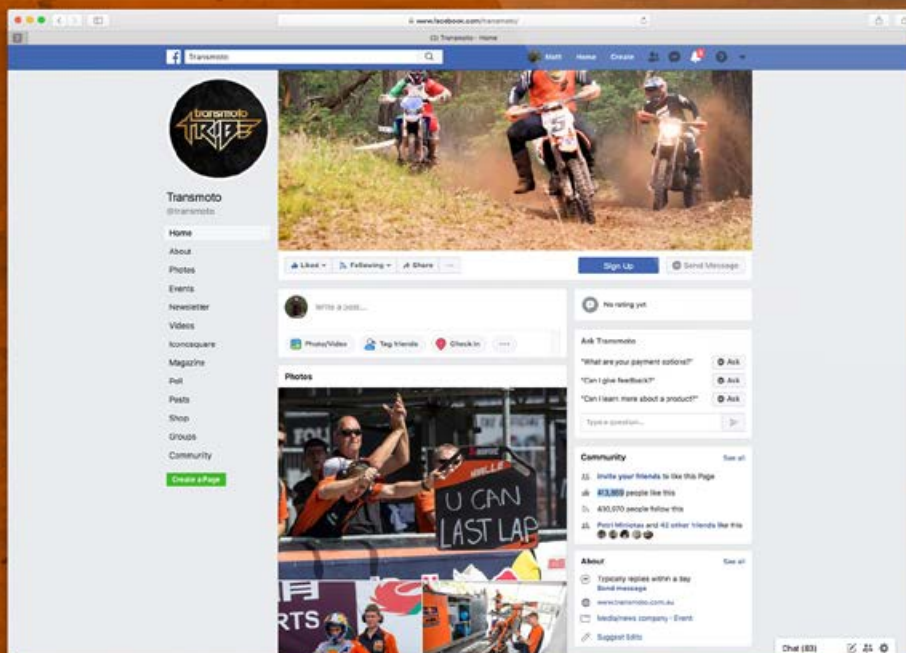 www.facebook.com/transmoto/
Transmoto - Home
Transmoto
Matt Home Create
transmoto
TRIBE
5
Transmoto
@transmoto
Home
About
Photos
Events
Newsletter
Videos
Iconosquare
Magazine
Poll
Posts
Shop
Groups
Community
Create a Page
Liked Following Share
Sign Up Send Message
Write a post...
Photo/Video Tag friends Check in
Photos
U CAN
LAST LAP
RTS
No rating yet
Ask Transmoto
"What are your payment options?" Ask
"Can I give feedback?" Ask
"Can I learn more about a product?" Ask
Type a question...
Community See all
Invite your friends to like this Page
413,869 people like this
people follow this
and 42 other friends like this
About See all
Typically replies within a day
Send message
www.transmoto.com.au
Media/news company · Event
Suggest Edits
Chat (83)